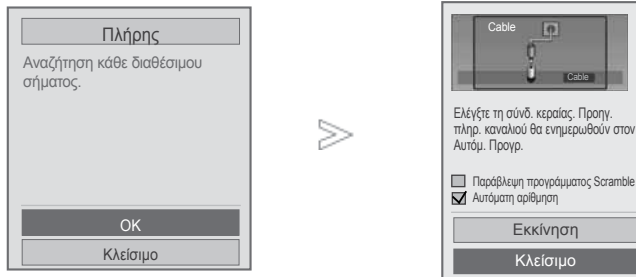 Πλήρης
Αναζήτηση κάθε διαθέσιμου
σήματος.
OK
Κλείσιμο
Cable
Cable
Ελέγξτε τη σύνδ. κεραίας. Προηγ.
πληρ. καναλιού θα ενημερωθούν στον
Αυτόμ. Προγρ.
Παράβλεψη προγράμματος Scramble
Αυτόματη αρίθμηση
Εκκίνηση
Κλείσιμο